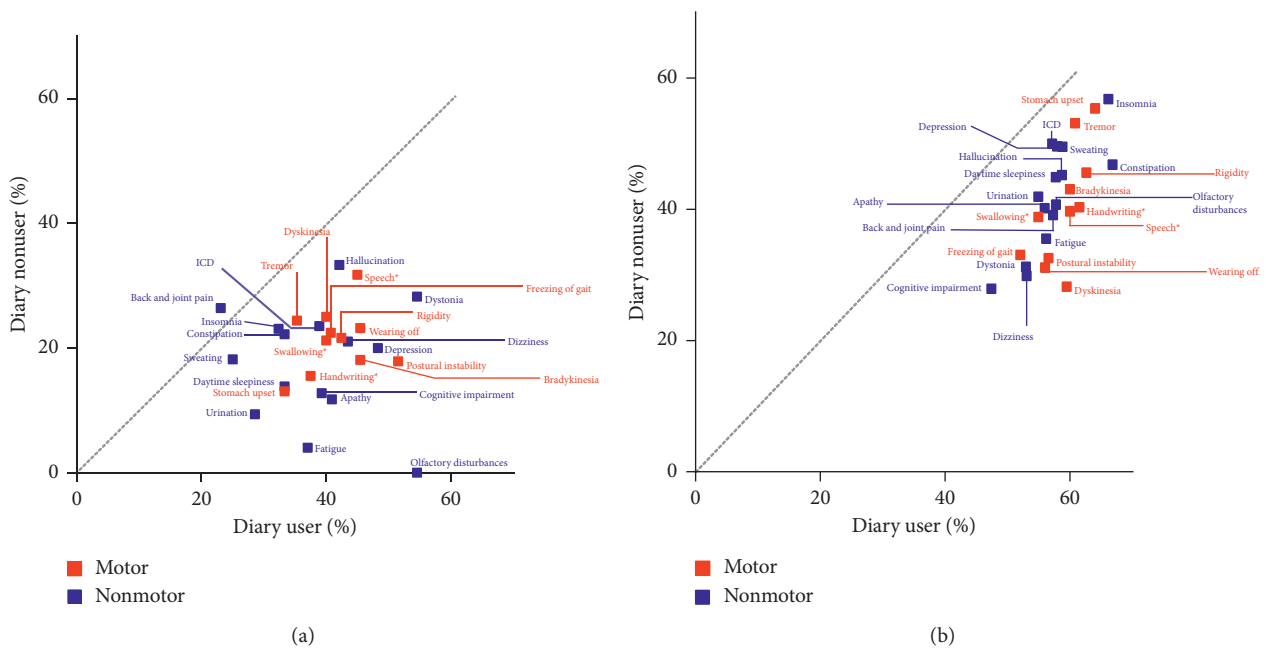 Diary nonuser (%)
60
40
20
0
0
20
40
60
Diary user (%)
Dyskinesia
ICD
Tremor
Hallucination
Speech*
Freezing of gait
Back and joint pain
Dystonia
Rigidity
Insomnia
Constipation
Wearing off
Dizziness
Swallowing*
Depression
Sweating
Postural instability
Handwriting*
Bradykinesia
Daytime sleepiness
Stomach upset
Cognitive impairment
Apathy
Urination
Fatigue
Olfactory disturbances
Motor
Nonmotor
(a)
Diary nonuser (%)
60
40
20
0
0
20
40
60
Diary user (%)
Stomach upset
Insomnia
Depression
ICD
Tremor
Sweating
Hallucination
Constipation
Daytime sleepiness
Rigidity
Bradykinesia
Urination
Apathy
Olfactory
disturbances
Swallowing*
Handwriting*
Back and joint pain
Speech*
Fatigue
Freezing of gait
Dystonia
Postural instability
Wearing off
Cognitive impairment
Dyskinesia
Dizziness
Motor
Nonmotor
(b)